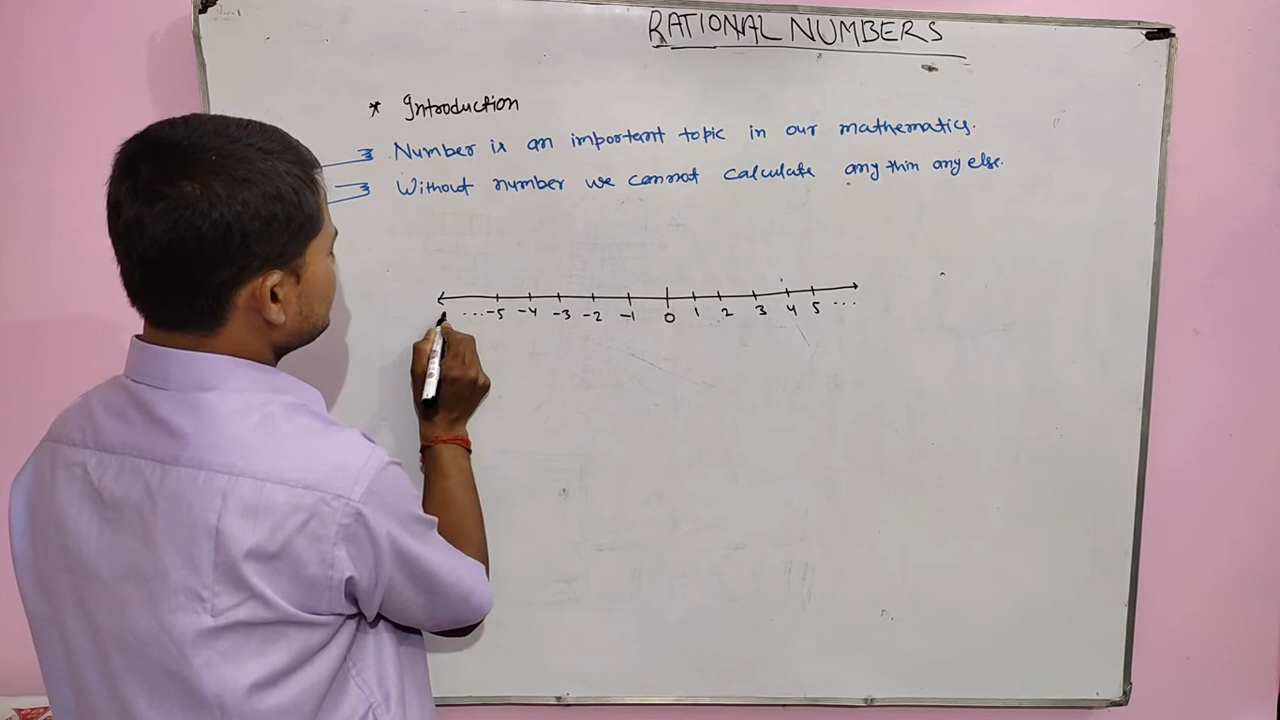 RATIONAL NUMBERS
* Introduction
Number is an important topic in our mathematics.
Without number we cannot calculate any thin any else.
...-5 -4 -3 -2 -1 0 1 2 3 4 5 ...